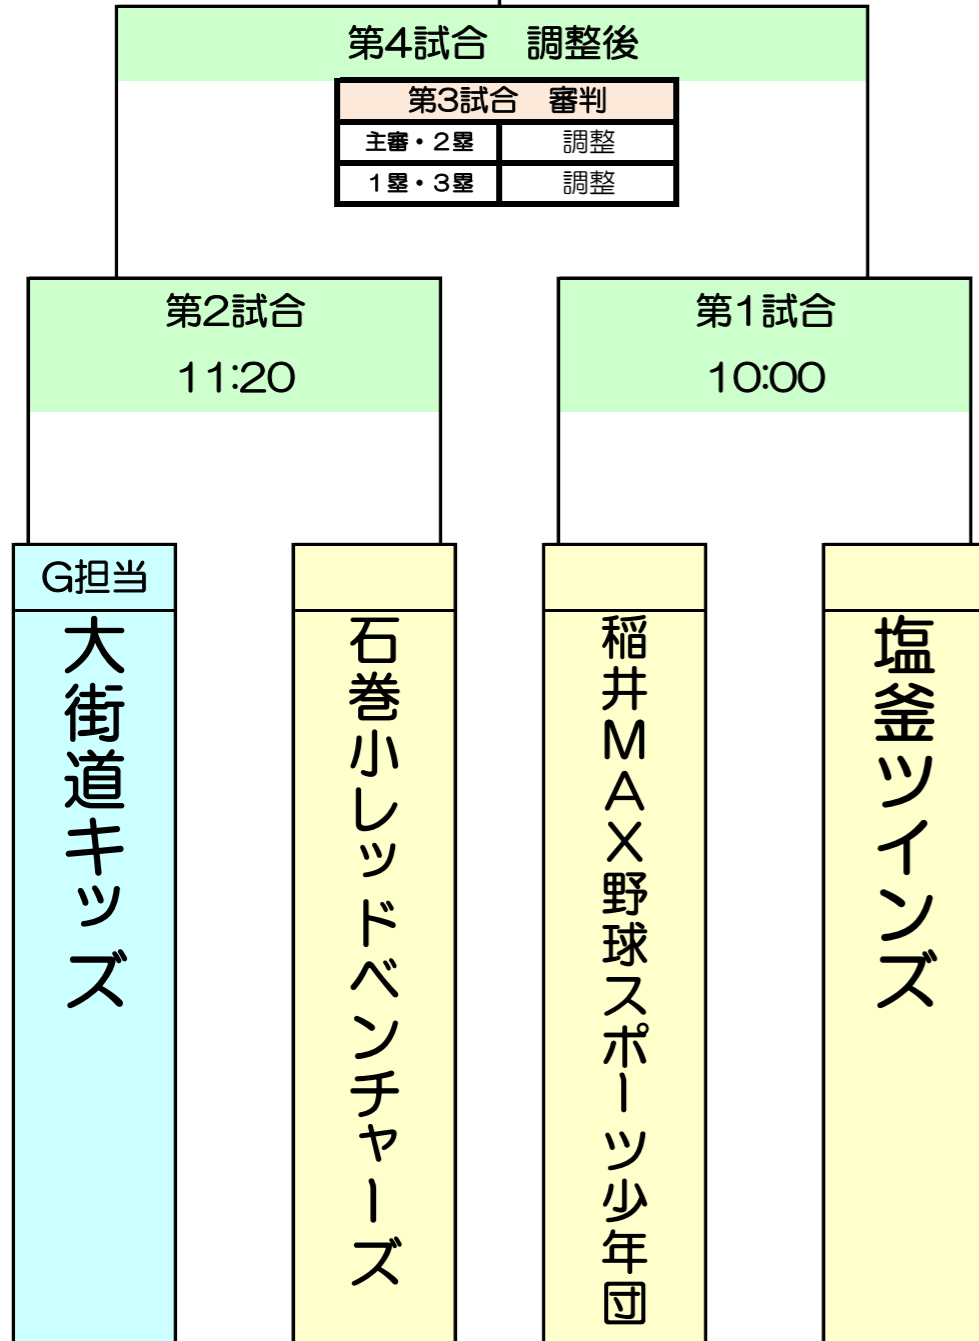 第4試合　調整後
第3試合　審判
主審・2塁　調整
1塁・3塁　調整
第2試合
11:20
第1試合
10:00
G担当
大街道キッズ
石巻小レッドベンチャーズ
稲井MAX野球スポーツ少年団
塩釜ツインズ